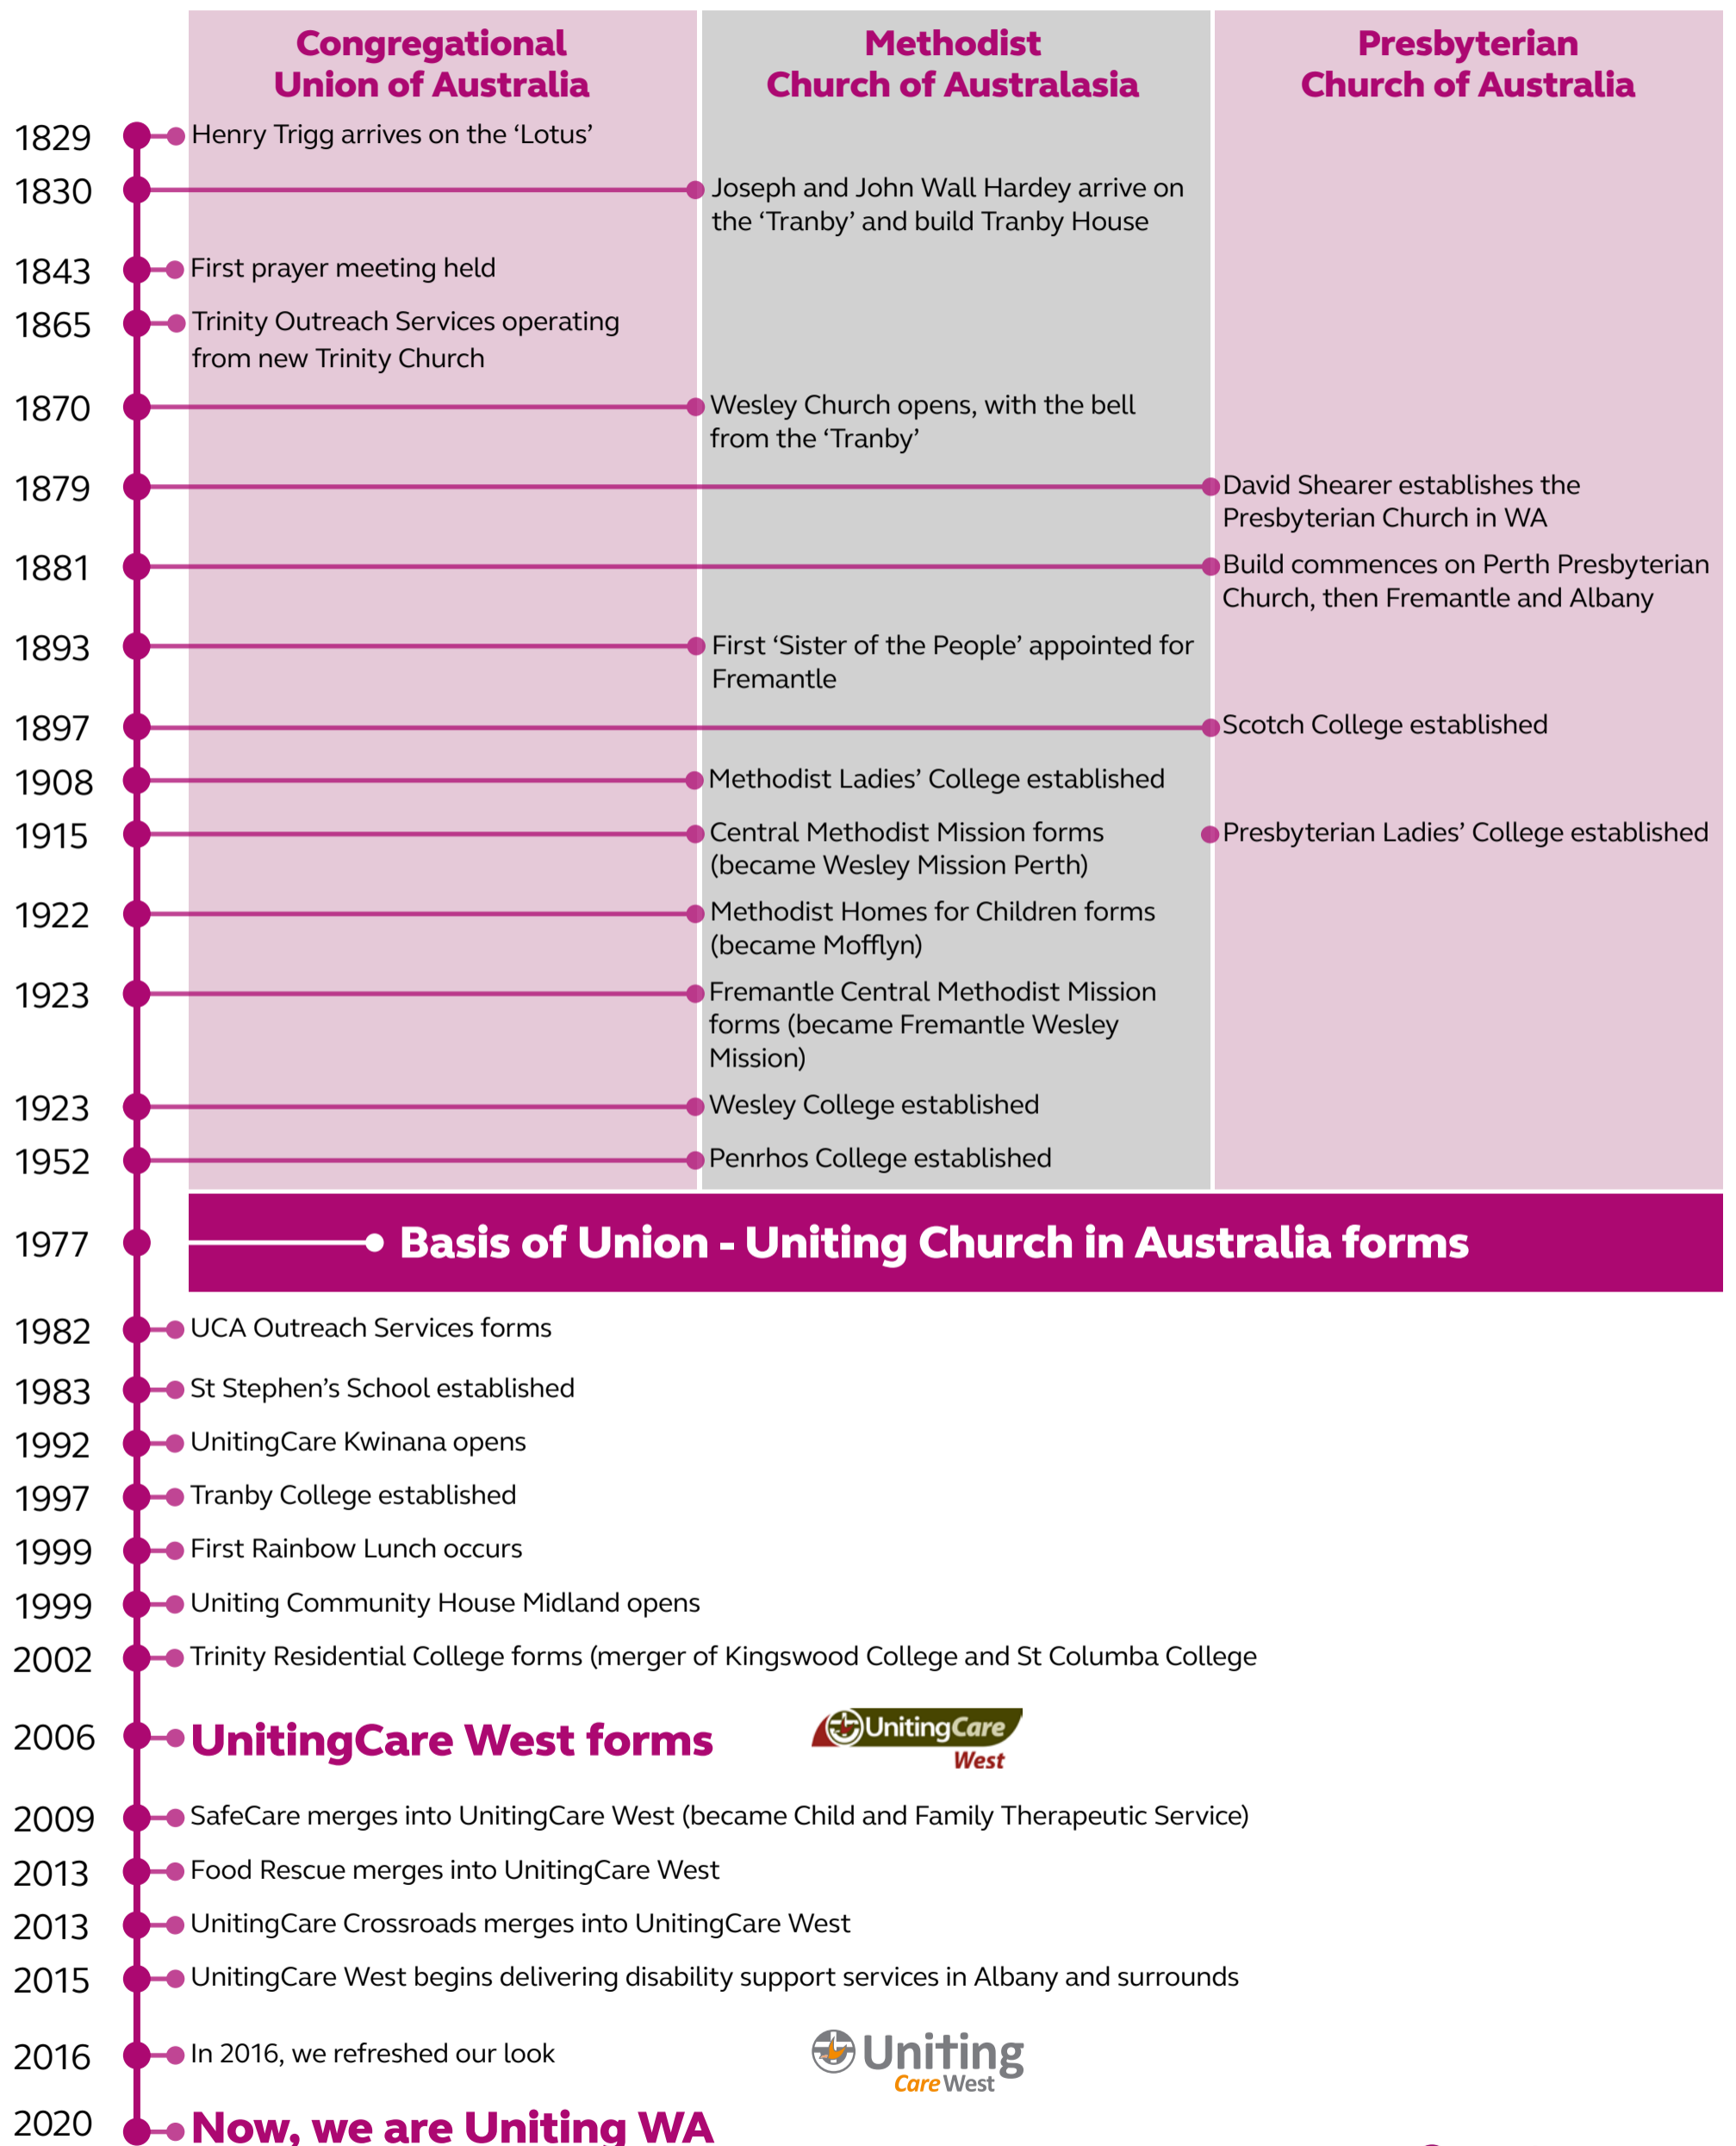 Congregational
Union of Australia
Methodist
Church of Australasia
Presbyterian
Church of Australia
1829
Henry Trigg arrives on the ‘Lotus’
1830
Joseph and John Wall Hardey arrive on
the ‘Tranby’ and build Tranby House
1843
First prayer meeting held
1865
Trinity Outreach Services operating
from new Trinity Church
1870
Wesley Church opens, with the bell
from the ‘Tranby’
1879
David Shearer establishes the
Presbyterian Church in WA
1881
Build commences on Perth Presbyterian
Church, then Fremantle and Albany
1893
First ‘Sister of the People’ appointed for
Fremantle
1897
Scotch College established
1908
Methodist Ladies’ College established
1915
Central Methodist Mission forms
(became Wesley Mission Perth)
Presbyterian Ladies’ College established
1922
Methodist Homes for Children forms
(became Mofflyn)
1923
Fremantle Central Methodist Mission
forms (became Fremantle Wesley
Mission)
1923
Wesley College established
1952
Penrhos College established
1977
Basis of Union - Uniting Church in Australia forms
1982
UCA Outreach Services forms
1983
St Stephen’s School established
1992
UnitingCare Kwinana opens
1997
Tranby College established
1999
First Rainbow Lunch occurs
1999
Uniting Community House Midland opens
2002
Trinity Residential College forms (merger of Kingswood College and St Columba College
2006
UnitingCare West forms
UnitingCare
West
2009
SafeCare merges into UnitingCare West (became Child and Family Therapeutic Service)
2013
Food Rescue merges into UnitingCare West
2013
UnitingCare Crossroads merges into UnitingCare West
2015
UnitingCare West begins delivering disability support services in Albany and surrounds
2016
In 2016, we refreshed our look
Uniting
Care West
2020
Now, we are Uniting WA